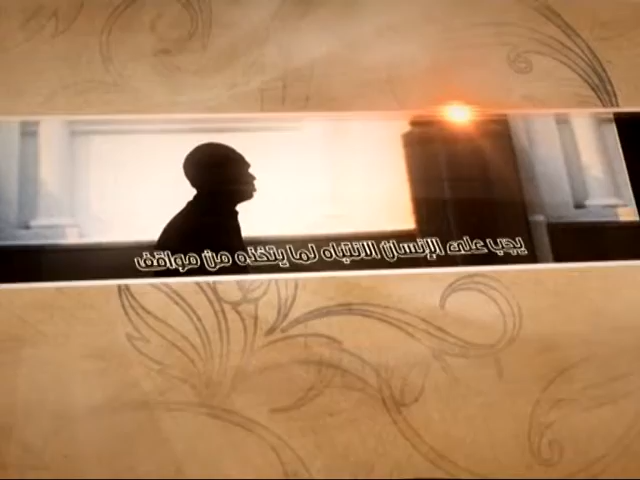 يجب على الإنسان الانتباه لما يتخذه من مواقف